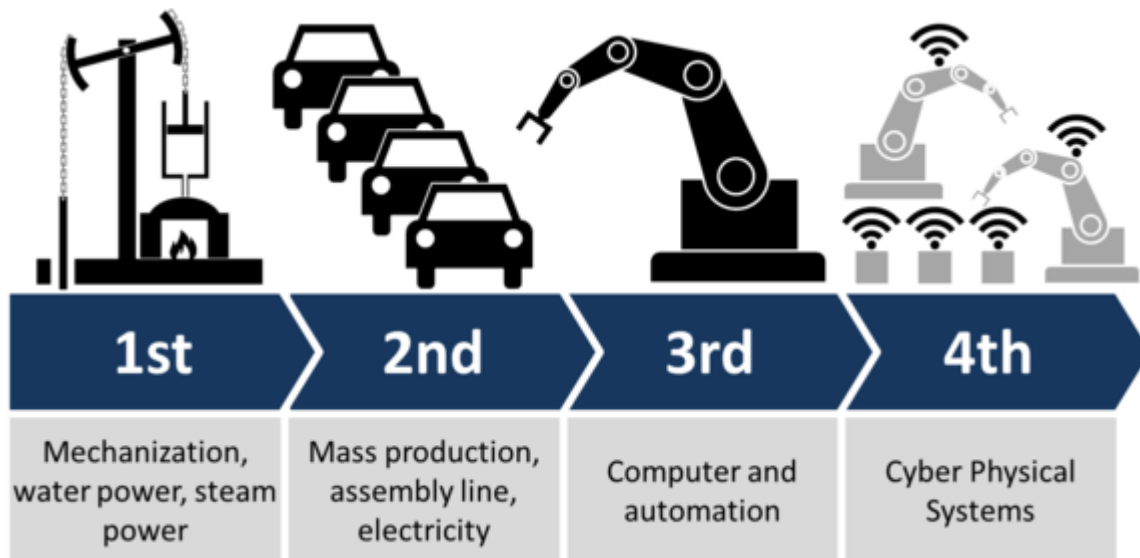 1st
2nd
3rd
4th
Mechanization,
water power, steam
power
Mass production,
assembly line,
electricity
Computer and
automation
Cyber Physical
Systems